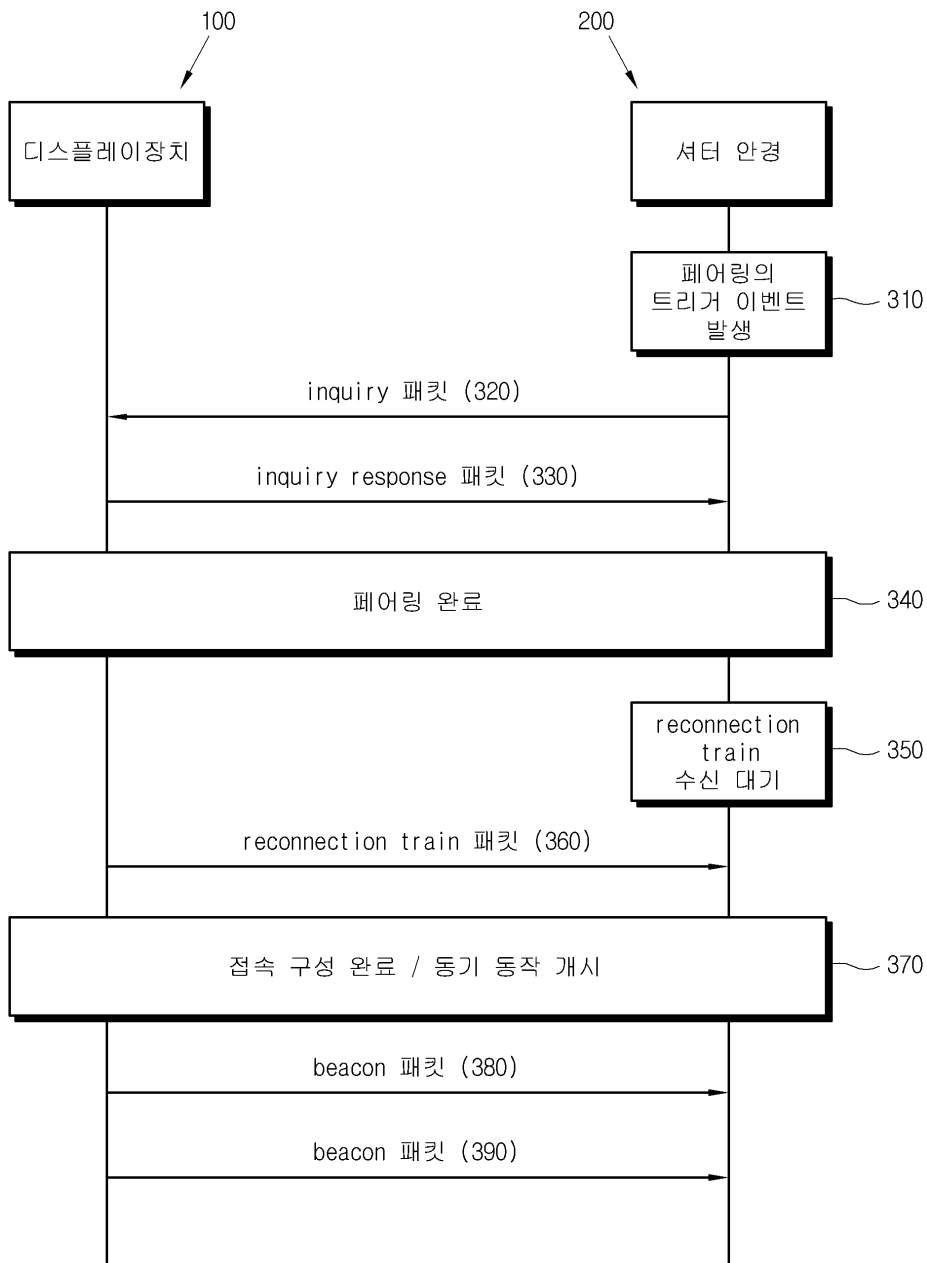 100
200
디스플레이장치
셔터 안경
페어링의
트리거 이벤트
발생
310
inquiry 패킷 (320)
inquiry response 패킷 (330)
페어링 완료
340
reconnection
train
수신 대기
350
reconnection train 패킷 (360)
접속 구성 완료 / 동기 동작 개시
370
beacon 패킷 (380)
beacon 패킷 (390)